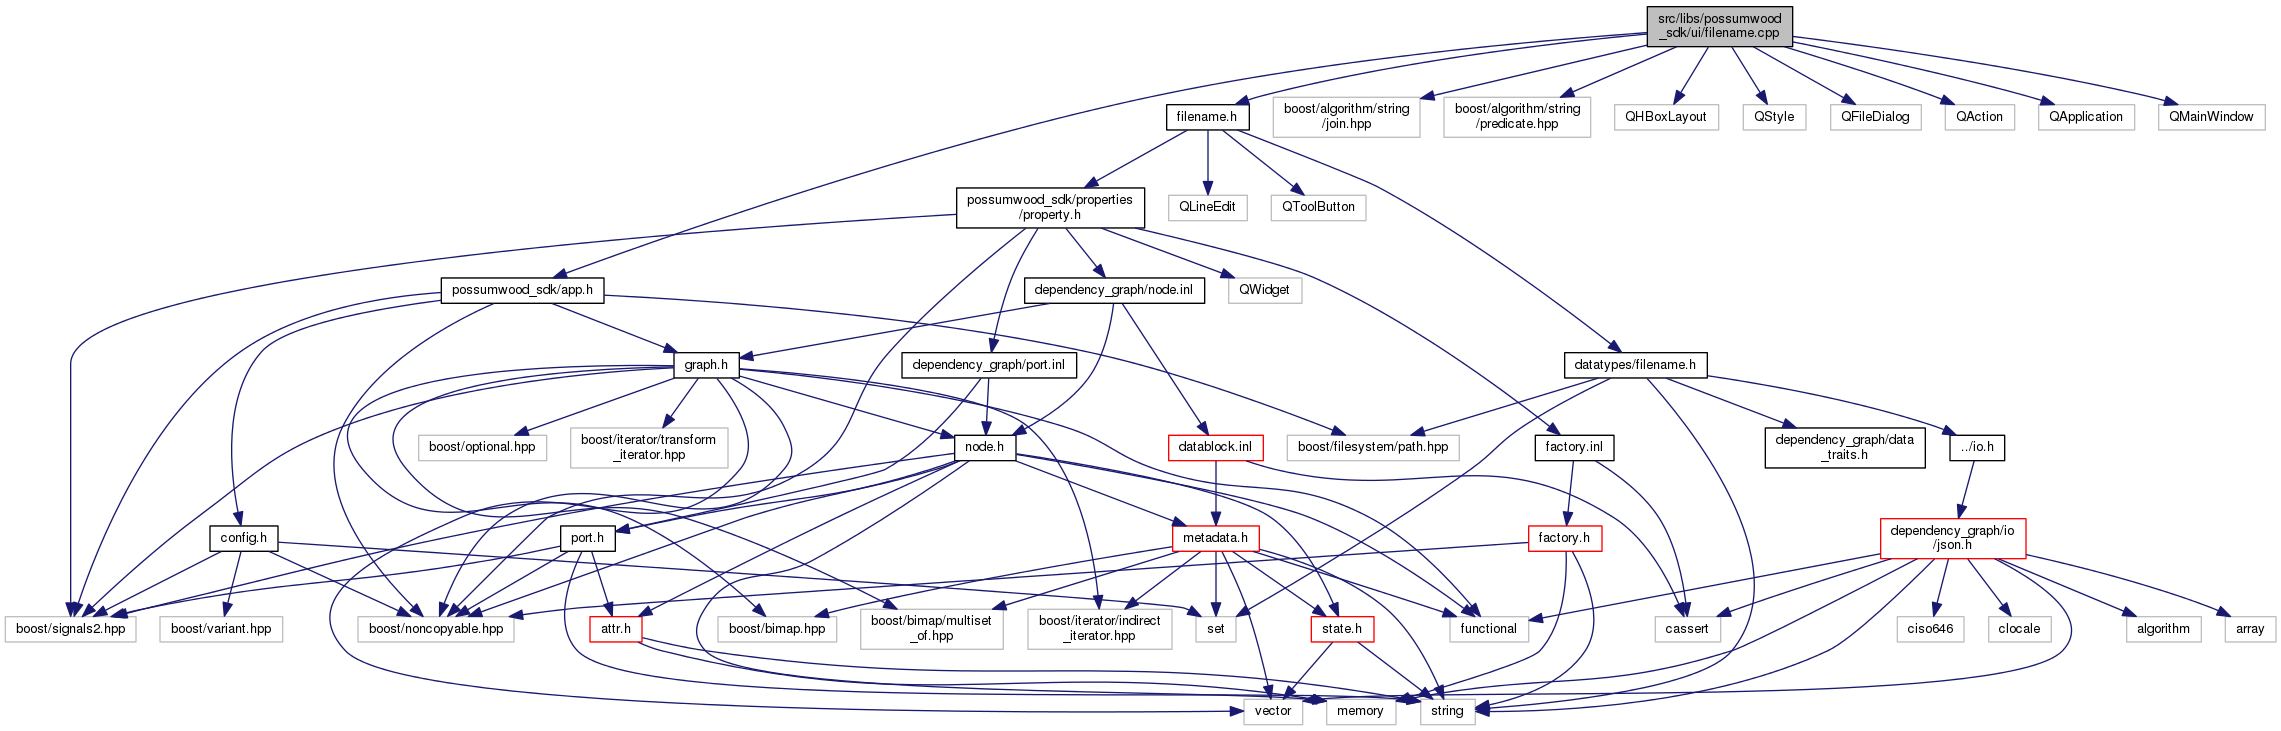 src/libs/possumwood
_sdk/ui/filename.cpp
filename.h
boost/algorithm/string
/join.hpp
boost/algorithm/string
/predicate.hpp
QHBoxLayout
QStyle
QFileDialog
QAction
QApplication
QMainWindow
possumwood_sdk/properties
/property.h
QLineEdit
QToolButton
possumwood_sdk/app.h
dependency_graph/node.inl
QWidget
graph.h
dependency_graph/port.inl
datatypes/filename.h
boost/optional.hpp
boost/iterator/transform
_iterator.hpp
node.h
datablock.inl
boost/filesystem/path.hpp
factory.inl
dependency_graph/data
_traits.h
../io.h
config.h
port.h
metadata.h
factory.h
dependency_graph/io
/json.h
boost/signals2.hpp
boost/variant.hpp
boost/noncopyable.hpp
attr.h
boost/bimap.hpp
boost/bimap/multiset
_of.hpp
boost/iterator/indirect
_iterator.hpp
set
state.h
functional
cassert
ciso646
clocale
algorithm
array
vector
memory
string